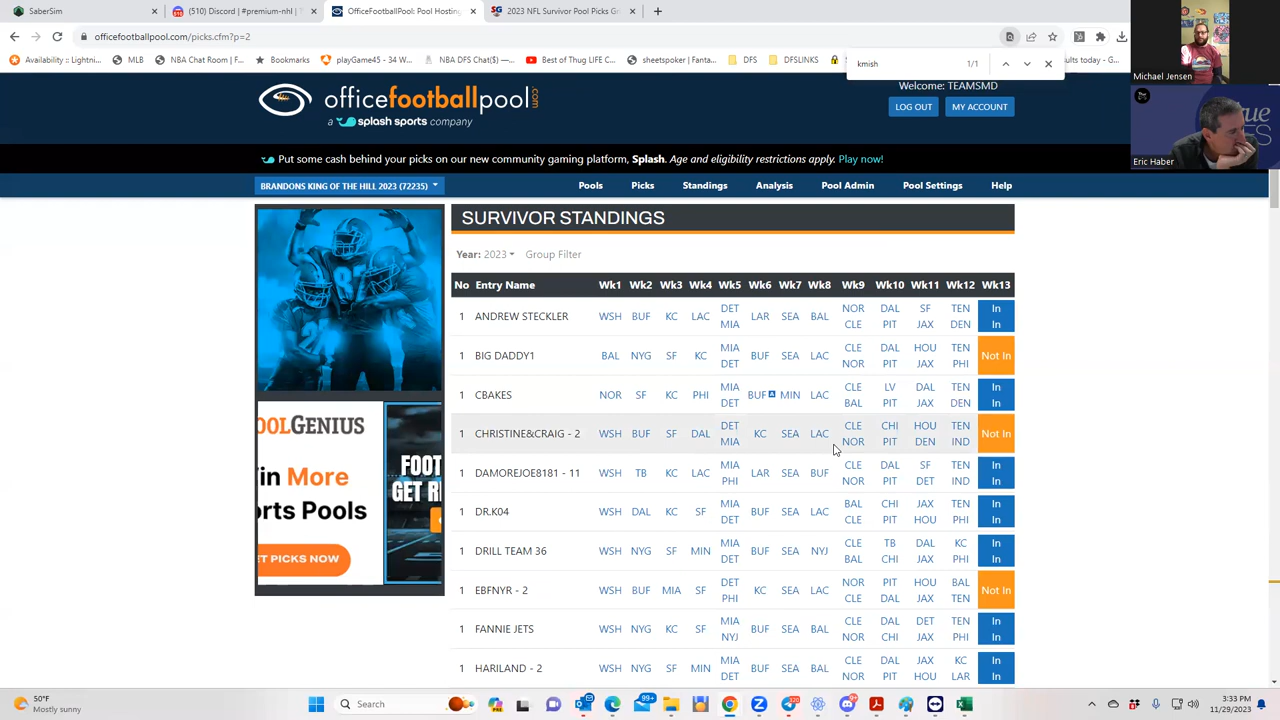 SaberSim
(510) Discord | #premium-nhl | T
OfficeFootballPool: Pool Hosting
2023 NFL Survivor Pool Picks Gr
officefootballpool.com/picks.cfm?p=2
Availability :: Lightni...
MLB
NBA Chat Room | F...
Bookmarks
playGame45 - 34 W...
NBA DFS Chat($) —...
Best of Thug LIFE C...
sheetspoker | Fanta...
DFS
DFSLINKS
sults today - G...
kmish
1/1
Michael Jensen
Eric Haber
officefootballpool.com
a splash sports company
Welcome: TEAMSMD
LOG OUT
MY ACCOUNT
Put some cash behind your picks on our new community gaming platform, Splash. Age and eligibility restrictions apply. Play now!
BRANDONS KING OF THE HILL 2023 (72235)
Pools Picks Standings Analysis Pool Admin Pool Settings Help
SURVIVOR STANDINGS
Year: 2023 Group Filter
No Entry Name Wk1 Wk2 Wk3 Wk4 Wk5 Wk6 Wk7 Wk8 Wk9 Wk10 Wk11 Wk12 Wk13
DET NOR DAL SF TEN In
1 ANDREW STECKLER WSH BUF KC LAC LAR SEA BAL
MIA CLE PIT JAX DEN In
MIA CLE DAL HOU TEN
1 BIG DADDY1 BAL NYG SF KC BUF SEA LAC Not In
DET NOR PIT JAX PHI
MIA CLE LV DAL TEN In
1 CBAKES NOR SF KC PHI BUF MIN LAC
DET BAL PIT JAX DEN In
DET CLE CHI HOU TEN
1 CHRISTINE&CRAIG - 2 WSH BUF SF DAL KC SEA LAC Not In
MIA NOR PIT DEN IND
MIA CLE DAL SF TEN In
1 DAMOREJOE8181 - 11 WSH TB KC LAC LAR SEA BUF
PHI NOR PIT DET IND In
MIA BAL CHI JAX TEN In
1 DR.K04 WSH DAL KC SF BUF SEA LAC
DET CLE PIT HOU PHI In
MIA CLE TB DAL KC In
1 DRILL TEAM 36 WSH NYG SF MIN BUF SEA NYJ
DET BAL CHI JAX PHI In
DET NOR PIT HOU BAL
1 EBFNYR - 2 WSH BUF MIA SF KC SEA LAC Not In
PHI CLE DAL JAX TEN
MIA CLE DAL DET TEN In
1 FANNIE JETS WSH NYG KC SF BUF SEA BAL
NYJ NOR CHI JAX PHI In
MIA CLE DAL JAX KC In
1 HARILAND - 2 WSH NYG SF MIN BUF SEA BAL
DET NOR PIT HOU LAR In
OOLGENIUS
in More
orts Pools
ET PICKS NOW
FOOT
GET R
50°F
Mostly sunny
Search
99+
3:33 PM
11/29/2023